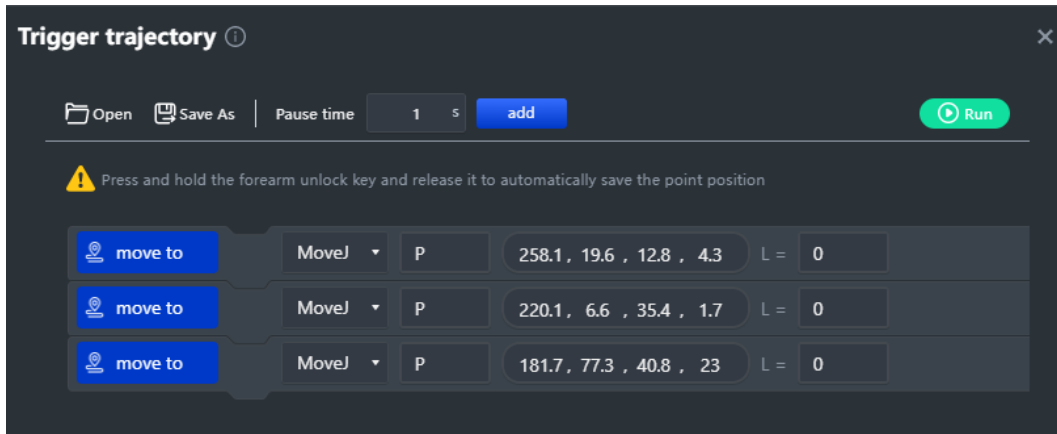 Trigger trajectory
Open Save As Pause time 1 s add Run
Press and hold the forearm unlock key and release it to automatically save the point position
move to MoveJ P 258.1, 19.6, 12.8, 4.3 L = 0
move to MoveJ P 220.1, 6.6, 35.4, 1.7 L = 0
move to MoveJ P 181.7, 77.3, 40.8, 23 L = 0